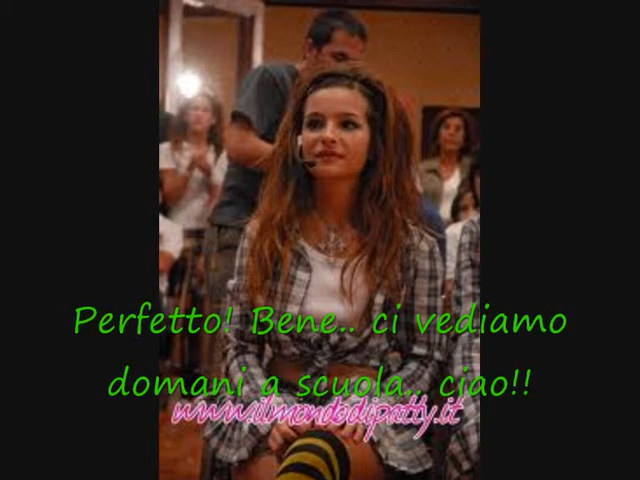 Perfetto! Bene.. ci vediamo
domani a scuola.. ciao!!
www.ilmondodipatty.it